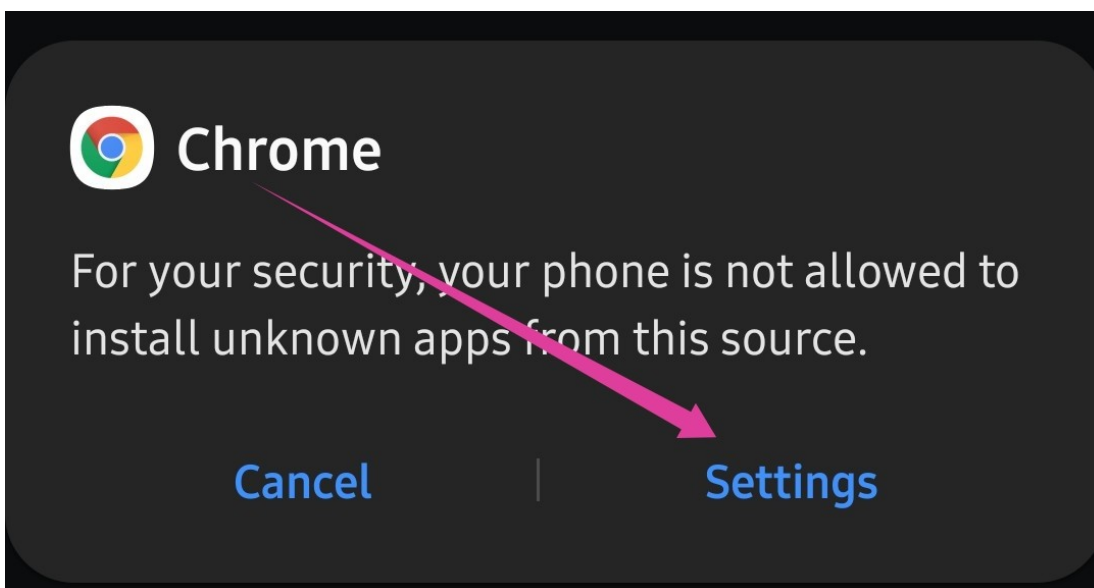 Chrome
For your security, your phone is not allowed to
install unknown apps from this source.
Cancel
Settings